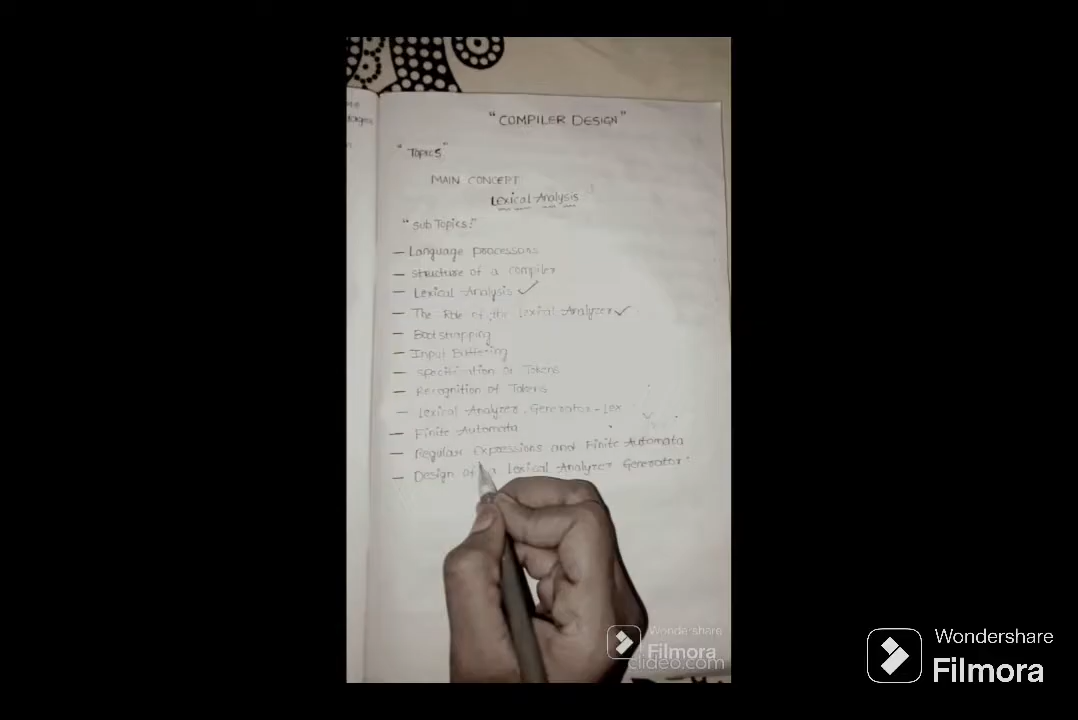 "COMPILER DESIGN"
"Topics"
MAIN CONCEPT
Lexical Analysis
"Sub Topics:"
— Language processors
— Structure of a compiler
— Lexical Analysis ✓
— The Role of the Lexical Analyzer ✓
— Bootstrapping
— Input Buffering
— Specification of Tokens
— Recognition of Tokens
— Lexical Analyzer Generator - Lex
— Finite Automata
— Regular Expressions and Finite Automata
— Design of a Lexical Analyzer Generator
Wondershare
Filmora
clideo.com
Wondershare
Filmora